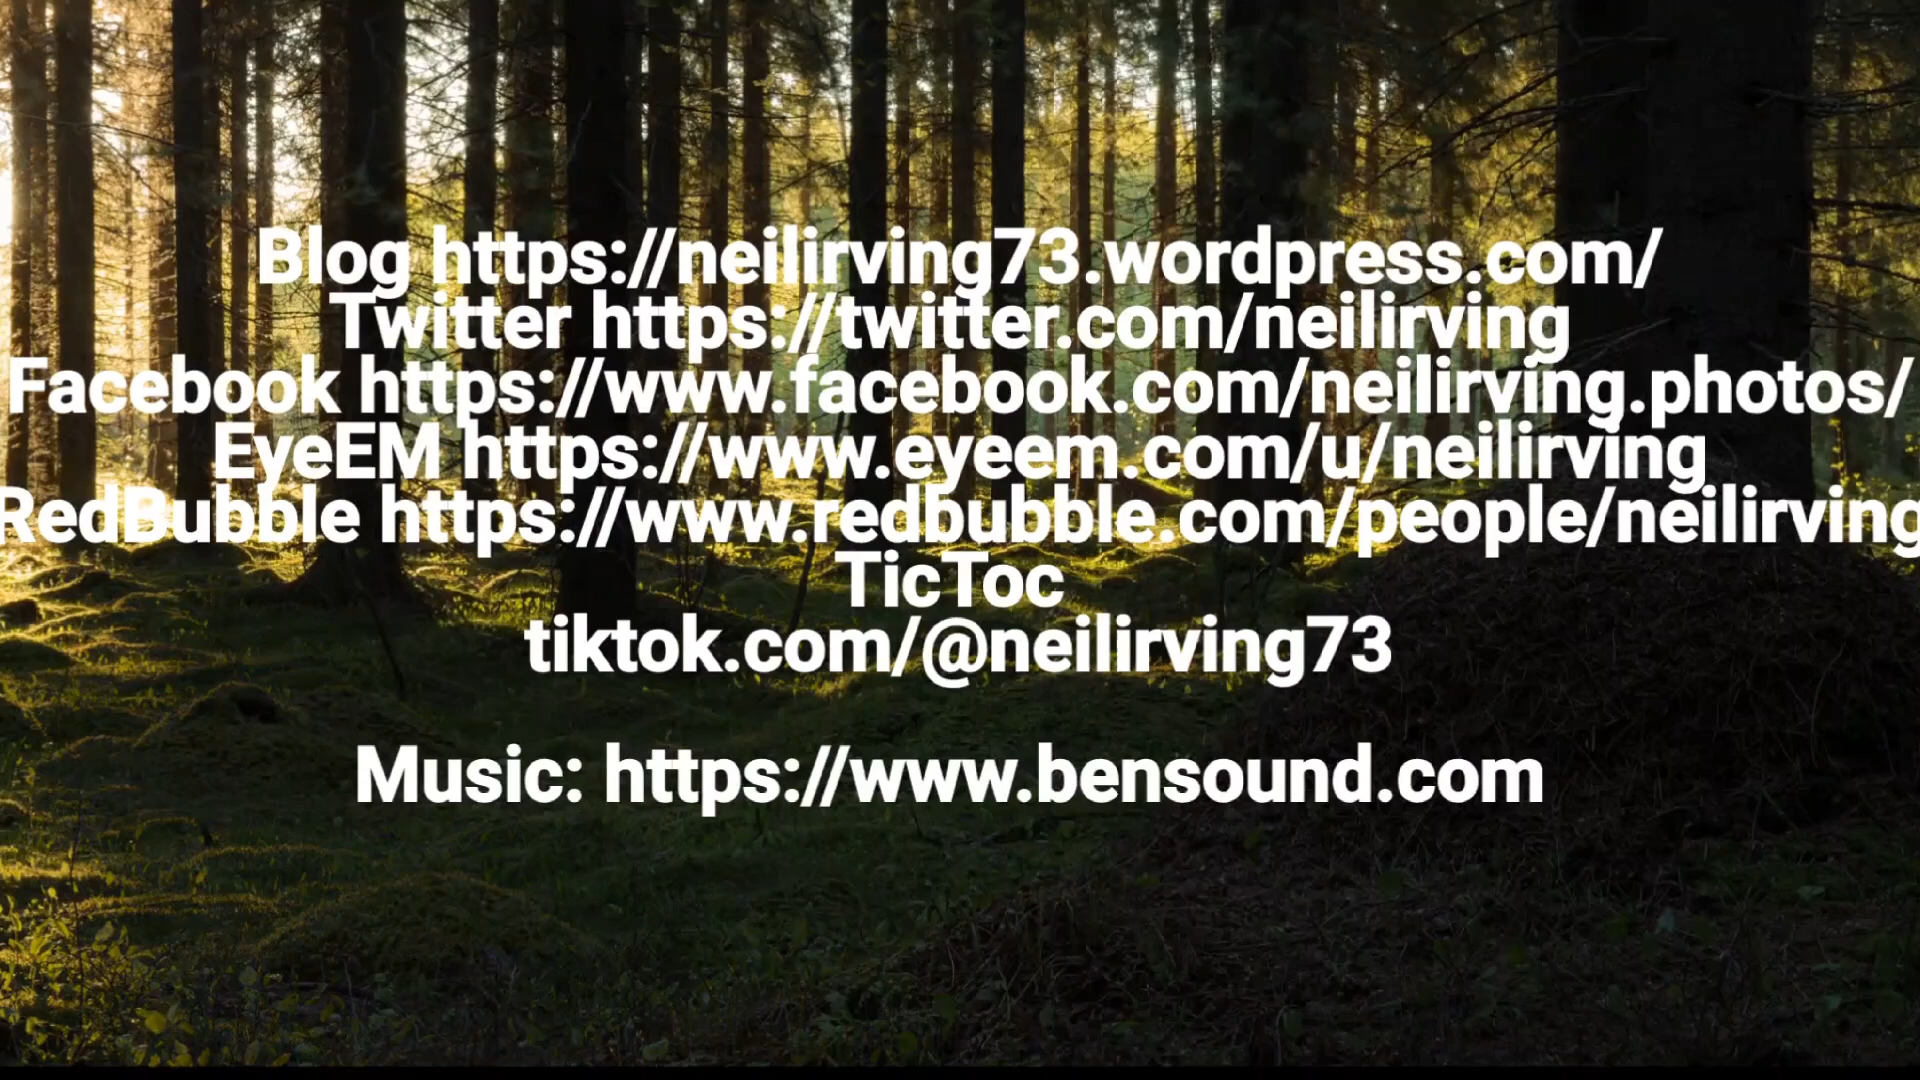 Blog https://neilirving73.wordpress.com/
Twitter https://twitter.com/neilirving
Facebook https://www.facebook.com/neilirving.photos/
EyeEM https://www.eyeem.com/u/neilirving
RedBubble https://www.redbubble.com/people/neilirving
TicToc
tiktok.com/@neilirving73
Music: https://www.bensound.com